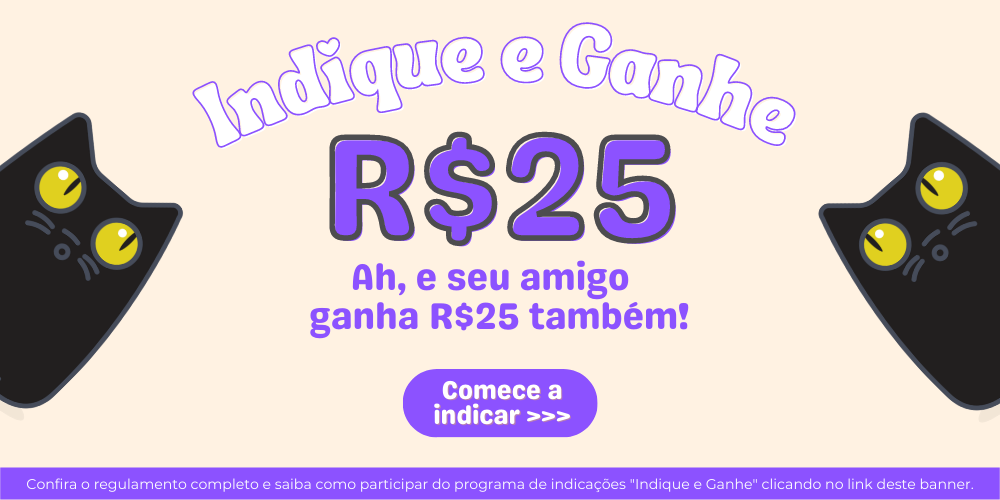 Indique e Ganhe
R$25
Ah, e seu amigo
ganha R$25 também!
Comece a
indicar >>>
Confira o regulamento completo e saiba como participar do programa de indicações "Indique e Ganhe" clicando no link deste banner.